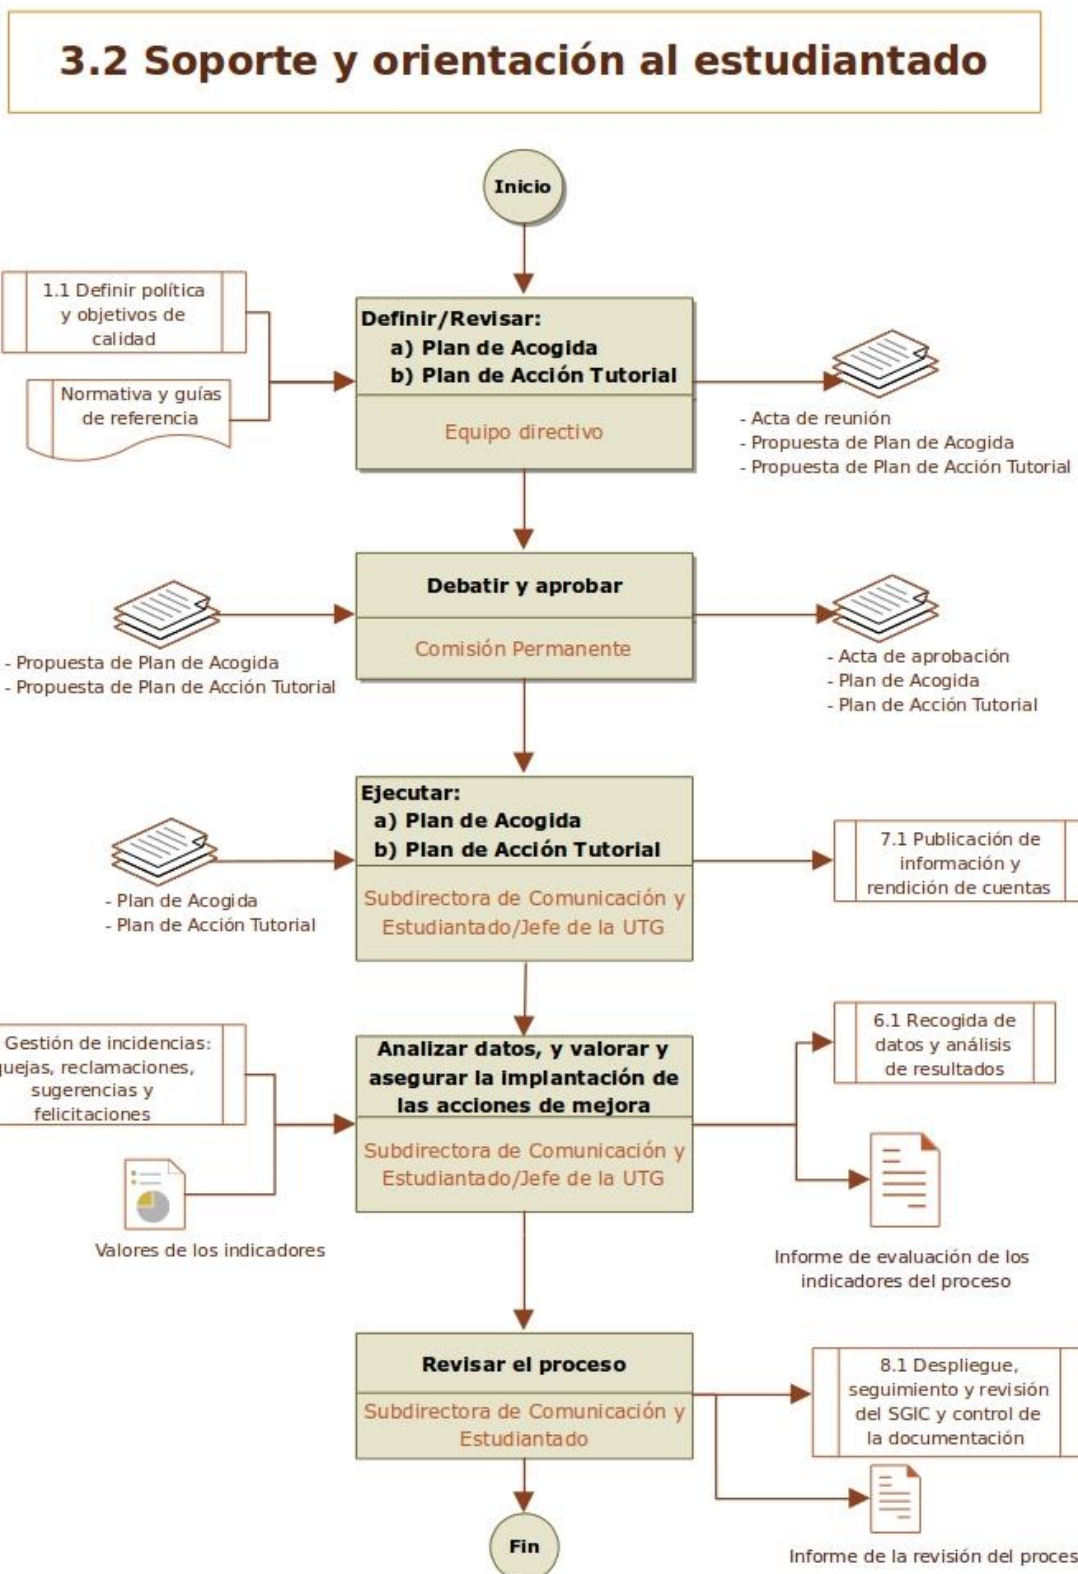 3.2 Soporte y orientación al estudiantado
Inicio
1.1 Definir política
y objetivos de
calidad
Normativa y guías
de referencia
Definir/Revisar:
a) Plan de Acogida
b) Plan de Acción Tutorial
Equipo directivo
- Acta de reunión
- Propuesta de Plan de Acogida
- Propuesta de Plan de Acción Tutorial
- Propuesta de Plan de Acogida
- Propuesta de Plan de Acción Tutorial
Debatir y aprobar
Comisión Permanente
- Acta de aprobación
- Plan de Acogida
- Plan de Acción Tutorial
- Plan de Acogida
- Plan de Acción Tutorial
Ejecutar:
a) Plan de Acogida
b) Plan de Acción Tutorial
Subdirectora de Comunicación y
Estudiantado/Jefe de la UTG
7.1 Publicación de
información y
rendición de cuentas
Gestión de incidencias:
quejas, reclamaciones,
sugerencias y
felicitaciones
Valores de los indicadores
Analizar datos, y valorar y
asegurar la implantación de
las acciones de mejora
Subdirectora de Comunicación y
Estudiantado/Jefe de la UTG
6.1 Recogida de
datos y análisis
de resultados
Informe de evaluación de los
indicadores del proceso
Revisar el proceso
Subdirectora de Comunicación y
Estudiantado
8.1 Despliegue,
seguimiento y revisión
del SGIC y control de
la documentación
Informe de la revisión del proces
Fin